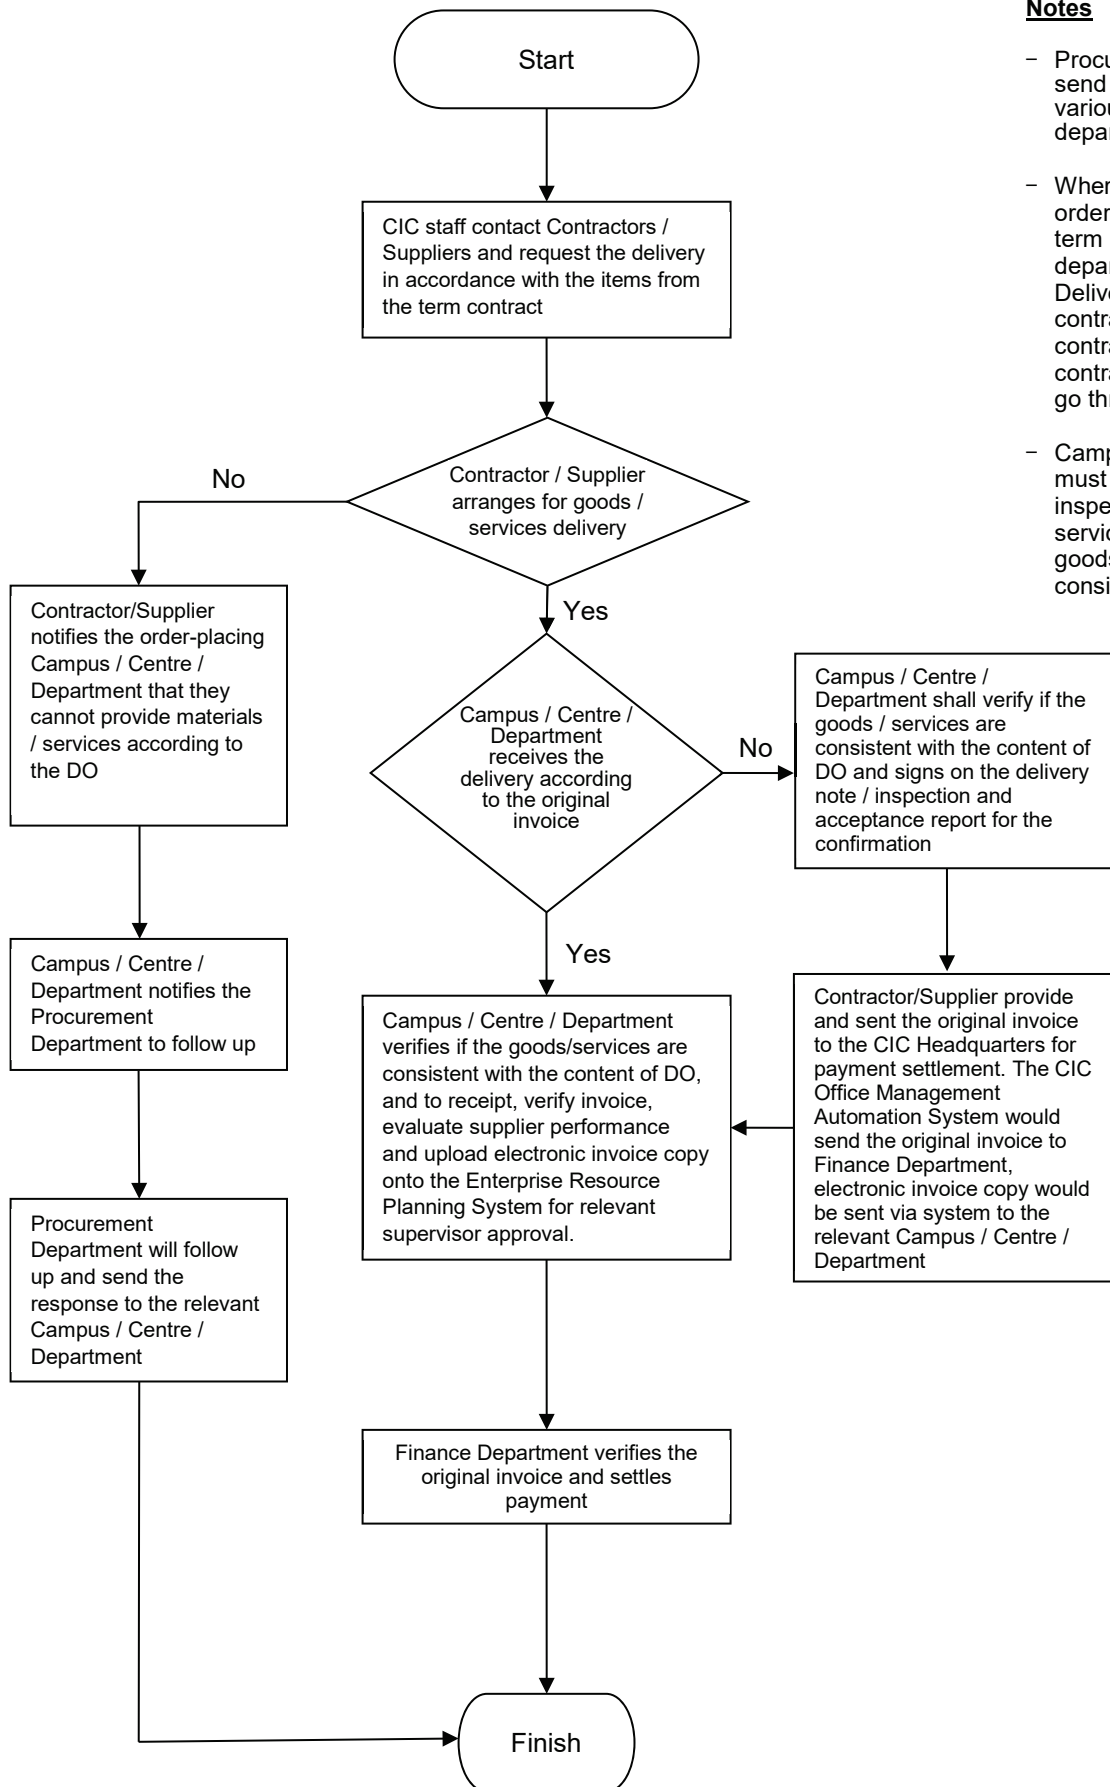 Start
CIC staff contact Contractors /
Suppliers and request the delivery
in accordance with the items from
the term contract
Contractor / Supplier
arranges for goods /
services delivery
No
Yes
Contractor/Supplier
notifies the order-placing
Campus / Centre /
Department that they
cannot provide materials
/ services according to
the DO
Campus / Centre /
Department notifies the
Procurement
Department to follow up
Procurement
Department will follow
up and send the
response to the relevant
Campus / Centre /
Department
Campus / Centre /
Department
receives the
delivery according
to the original
invoice
No
Yes
Campus / Centre /
Department shall verify if the
goods / services are
consistent with the content of
DO and signs on the delivery
note / inspection and
acceptance report for the
confirmation
Contractor/Supplier provide
and sent the original invoice
to the CIC Headquarters for
payment settlement. The CIC
Office Management
Automation System would
send the original invoice to
Finance Department,
electronic invoice copy would
be sent via system to the
relevant Campus / Centre /
Department
Campus / Centre / Department
verifies if the goods/services are
consistent with the content of DO,
and to receipt, verify invoice,
evaluate supplier performance
and upload electronic invoice copy
onto the Enterprise Resource
Planning System for relevant
supervisor approval.
Finance Department verifies the
original invoice and settles
payment
Finish
Notes
–
send
–
term
–
must